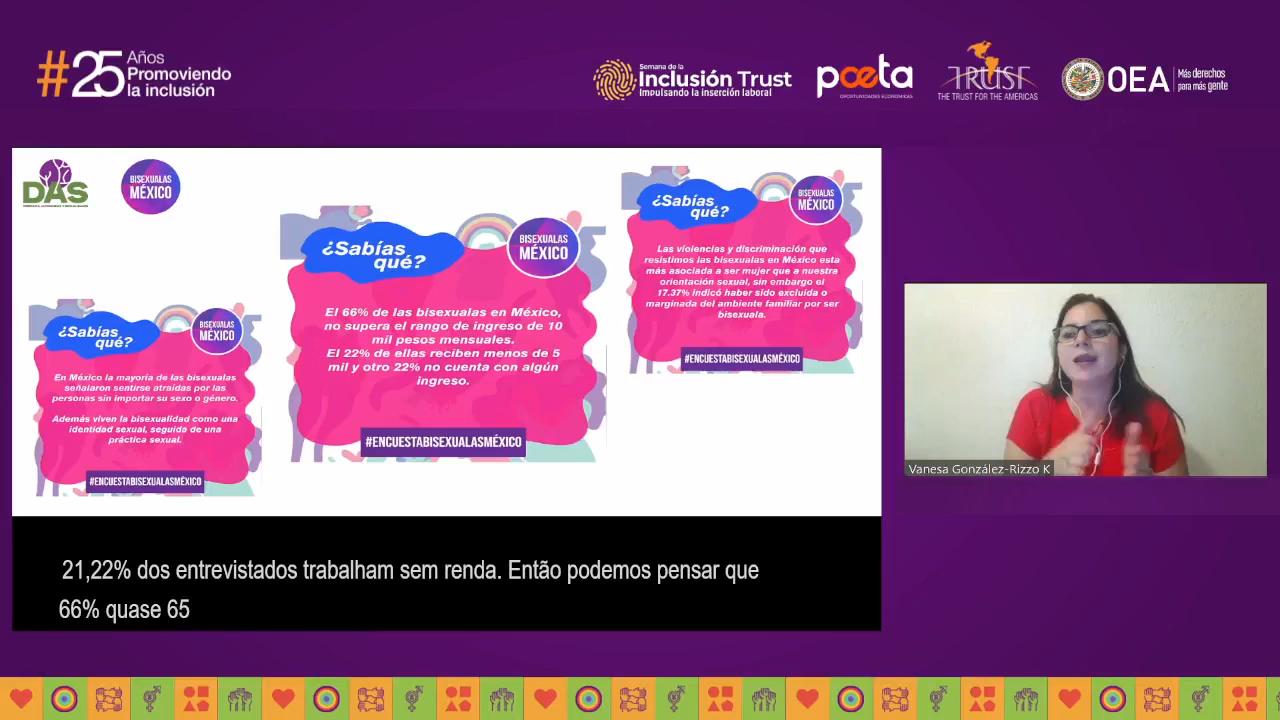 #25 Años
Promoviendo
la inclusión
Semana de la
Inclusión Trust
Impulsando la inserción laboral
poeta
OPORTUNIDADES ECONÓMICAS
TRUST
THE TRUST FOR THE AMERICAS
OEA
Más derechos
para más gente
DAS
BISEXUALAS
MÉXICO
¿Sabías
qué?
BISEXUALAS
MÉXICO
En México la mayoría de las bisexualas
señalaron sentirse atraídas por las
personas sin importar su sexo o género.
Además viven la bisexualidad como una
identidad sexual, seguida de una
práctica sexual.
#ENCUESTABISEXUALASMÉXICO
¿Sabías
qué?
BISEXUALAS
MÉXICO
El 66% de las bisexualas en México,
no supera el rango de ingreso de 10
mil pesos mensuales.
El 22% de ellas reciben menos de 5
mil y otro 22% no cuenta con algún
ingreso.
#ENCUESTABISEXUALASMÉXICO
¿Sabías
qué?
BISEXUALAS
MÉXICO
Las violencias y discriminación que
resistimos las bisexualas en México esta
más asociada a ser mujer que a nuestra
orientación sexual, sin embargo el
17.37% indicó haber sido excluida o
marginada del ambiente familiar por ser
bisexuala.
#ENCUESTABISEXUALASMÉXICO
Vanesa González-Rizzo K
21,22% dos entrevistados trabalham sem renda. Então podemos pensar que
66% quase 65